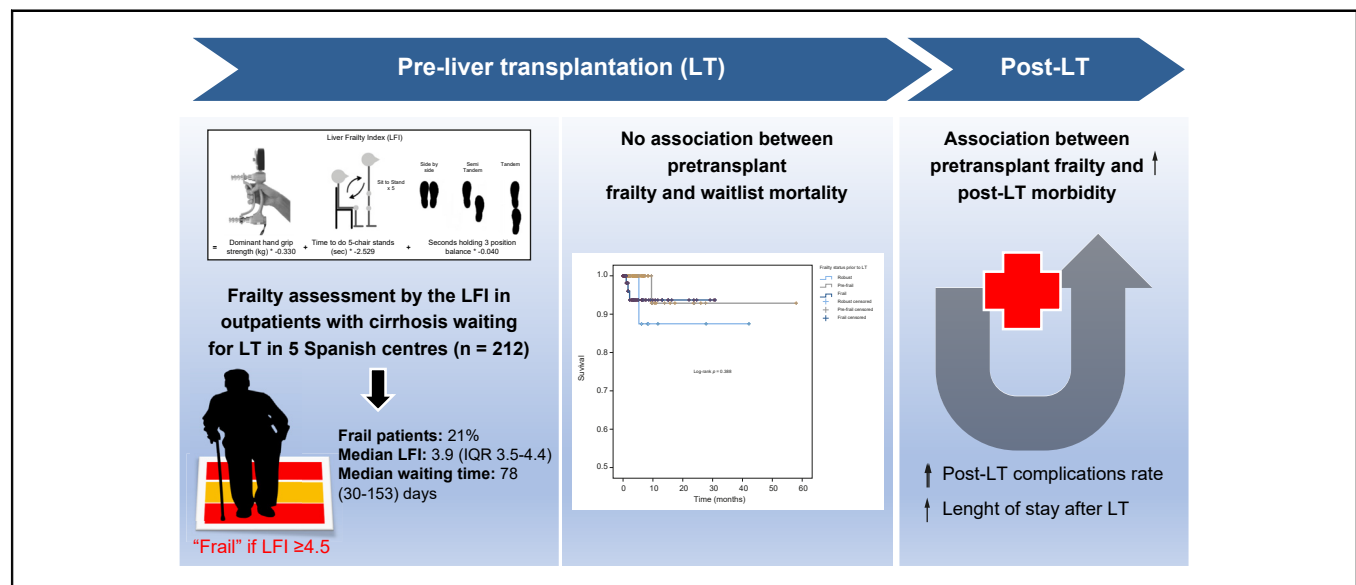 Pre-liver transplantation (LT)
Post-LT
Liver Frailty Index (LFI)
Side by
side
Semi
Tandem
Tandem
Sit to Stand
x 5
= Dominant hand grip
strength (kg) * -0.330
+ Time to do 5-chair stands
(sec) * -2.529
+ Seconds holding 3 position
balance * -0.040
Frailty assessment by the LFI in
outpatients with cirrhosis waiting
for LT in 5 Spanish centres (n = 212)
Frail patients: 21%
Median LFI: 3.9 (IQR 3.5-4.4)
Median waiting time: 78
(30-153) days
"Frail" if LFI ≥4.5
No association between
pretransplant
frailty and waitlist mortality
Frailty status prior to LT
Robust
Pre-frail
Frail
Robust censored
Pre-frail censored
Frail censored
1.0
0.9
0.8
0.7
0.6
0.5
Suvival
Log rank p = 0.388
0 10 20 30 40 50 60
Time (months)
Association between
pretransplant frailty and ↑
post-LT morbidity
↑ Post-LT complications rate
↑ Lenght of stay after LT